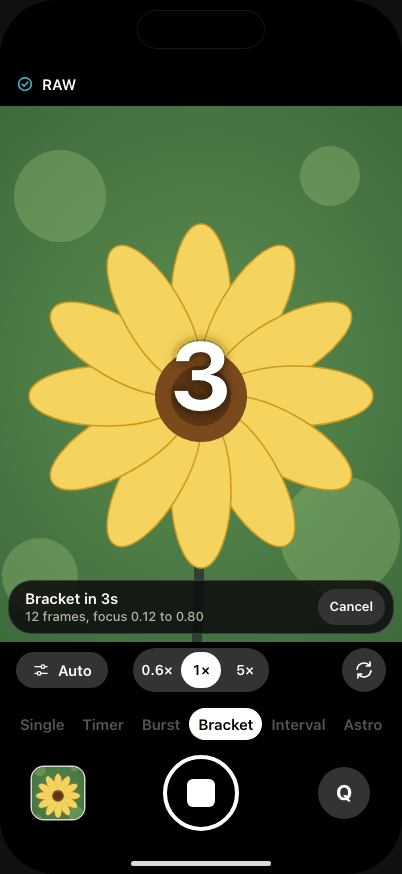 RAW
3
Bracket in 3s
12 frames, focus 0.12 to 0.80
Cancel
Auto
0.6×
1×
5×
Single
Timer
Burst
Bracket
Interval
Astro
Q